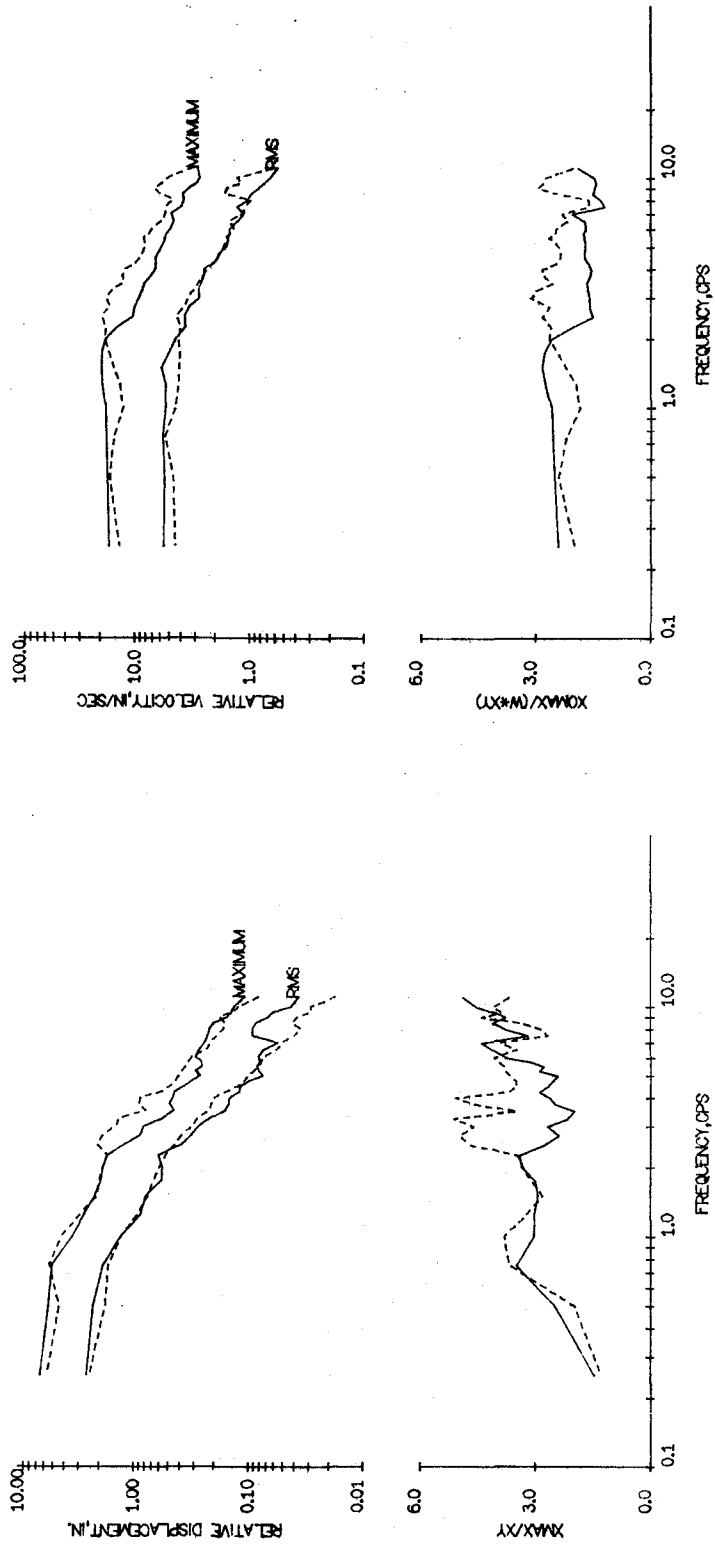 10.00
1.00
0.10
0.01
RELATIVE DISPLACEMENT,IN.
MAXIMUM
RMS
6.0
3.0
0.0
XMAX/XY
0.1
1.0
10.0
FREQUENCY,CPS
100.0
10.0
1.0
0.1
RELATIVE VELOCITY,IN/SEC
MAXIMUM
RMS
6.0
3.0
0.0
XOMAX/(W*XY)
0.1
1.0
10.0
FREQUENCY,CPS